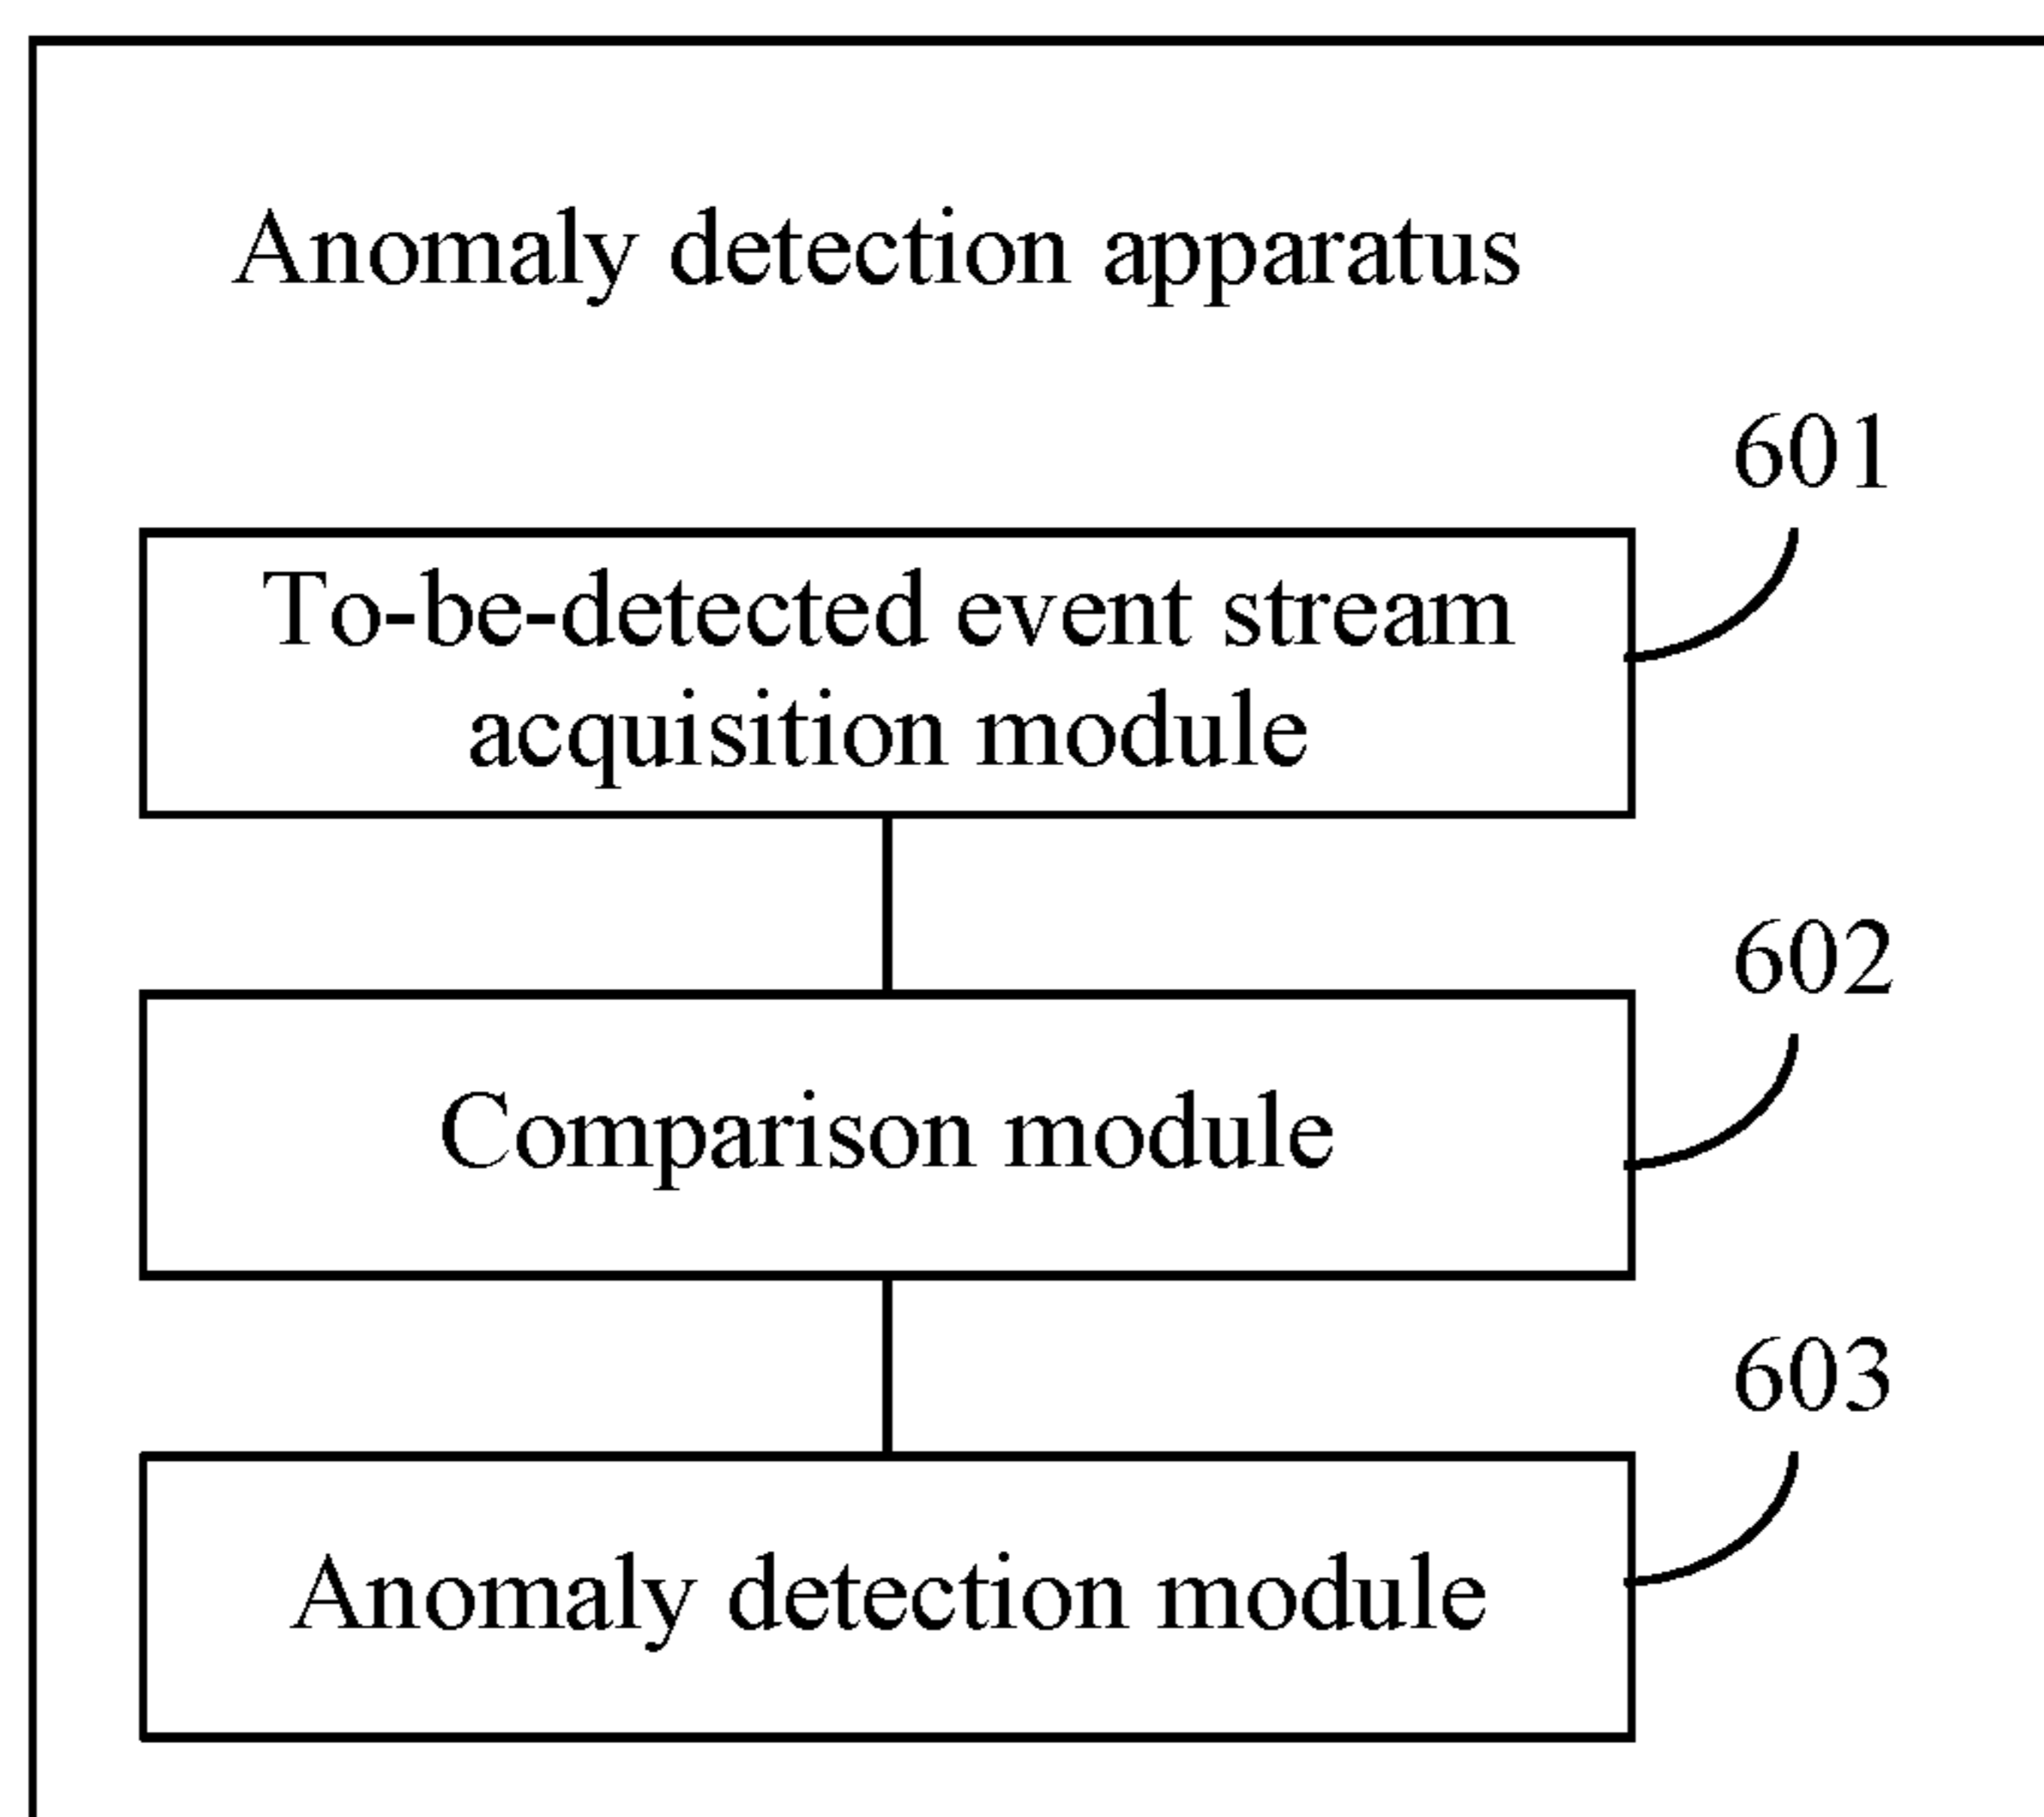 Anomaly detection apparatus
601
To-be-detected event stream
acquisition module
602
Comparison module
603
Anomaly detection module